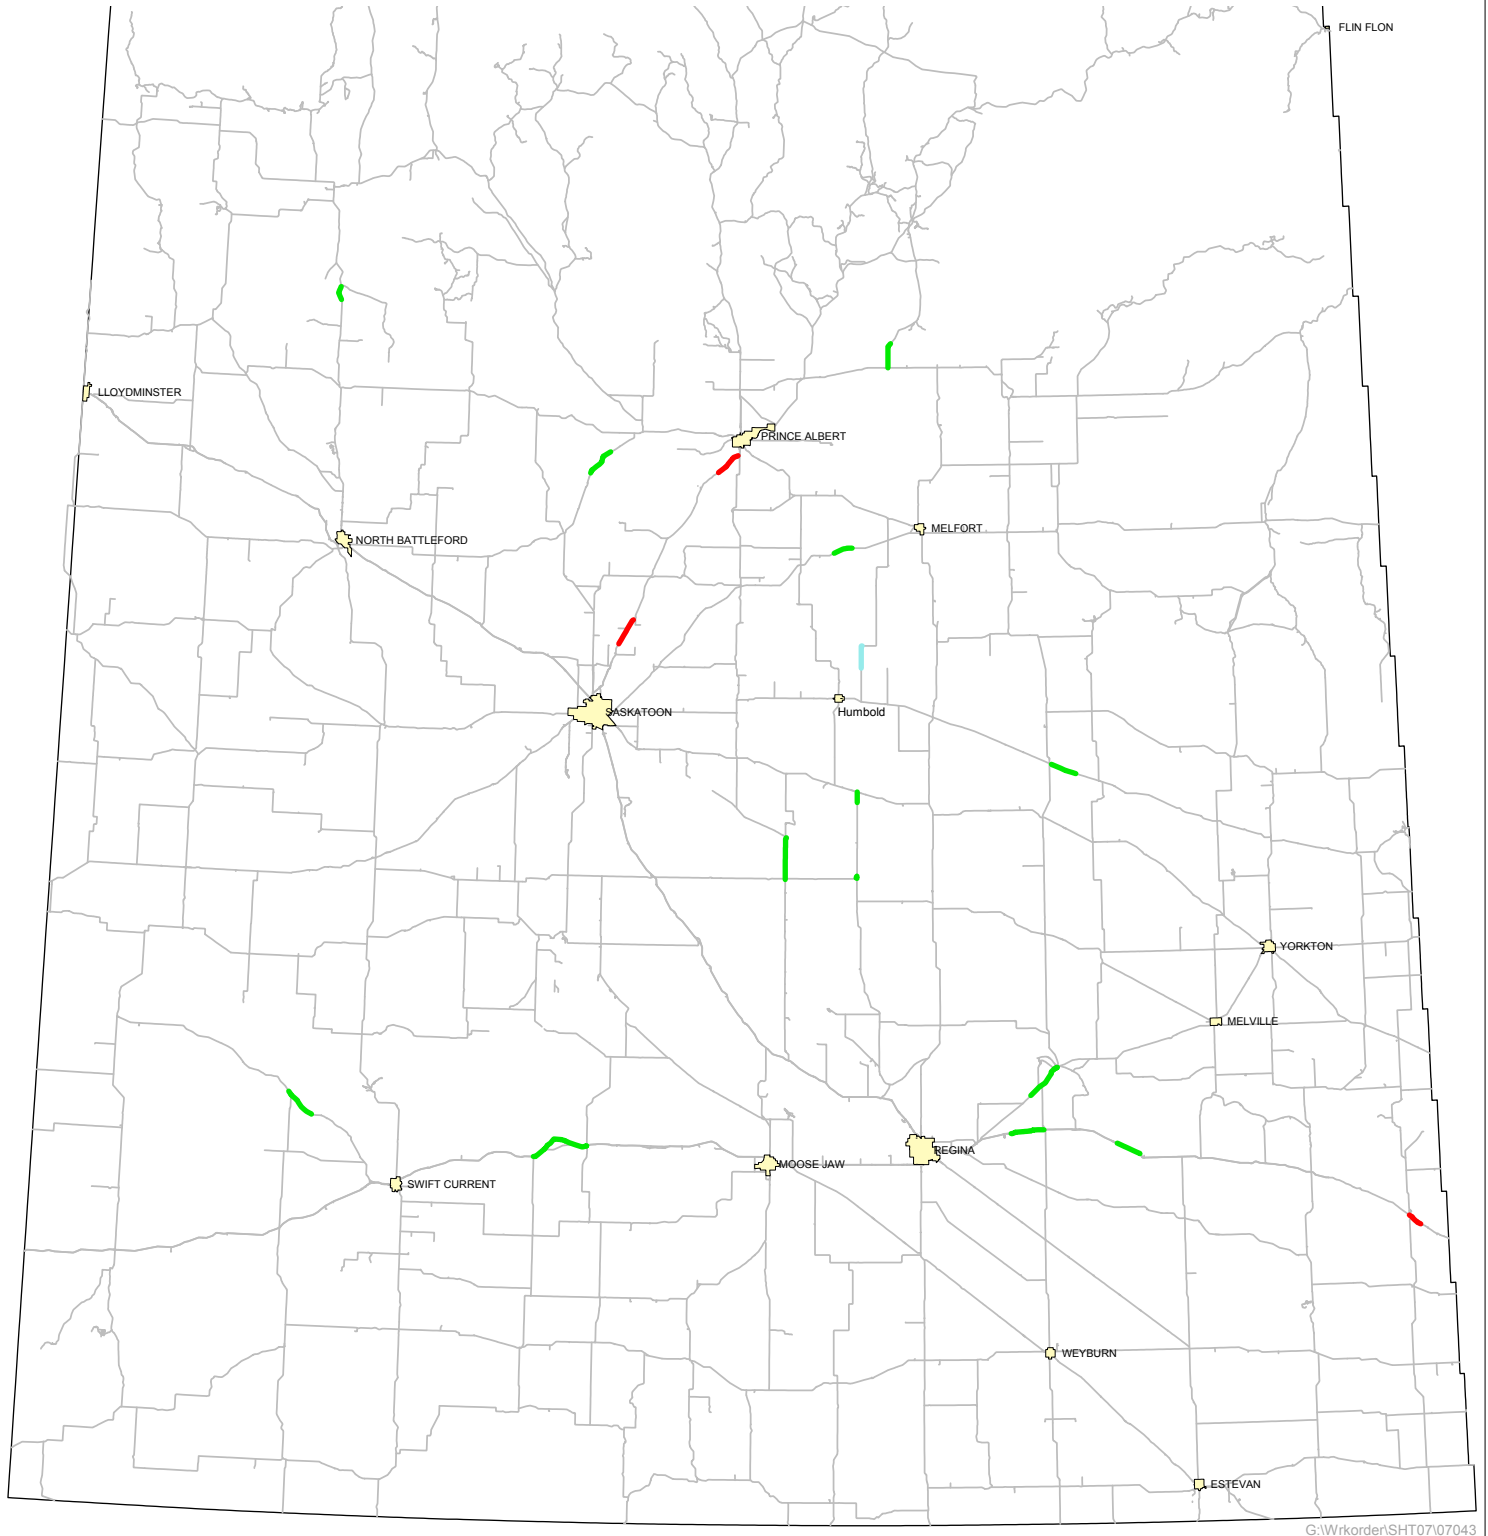 FLIN FLON
LLOYDMINSTER
PRINCE ALBERT
MELFORT
NORTH BATTLEFORD
SASKATOON
Humbold
YORKTON
MELVILLE
REGINA
MOOSE JAW
SWIFT CURRENT
WEYBURN
ESTEVAN
G:\Wrkorder\SHT07\07043